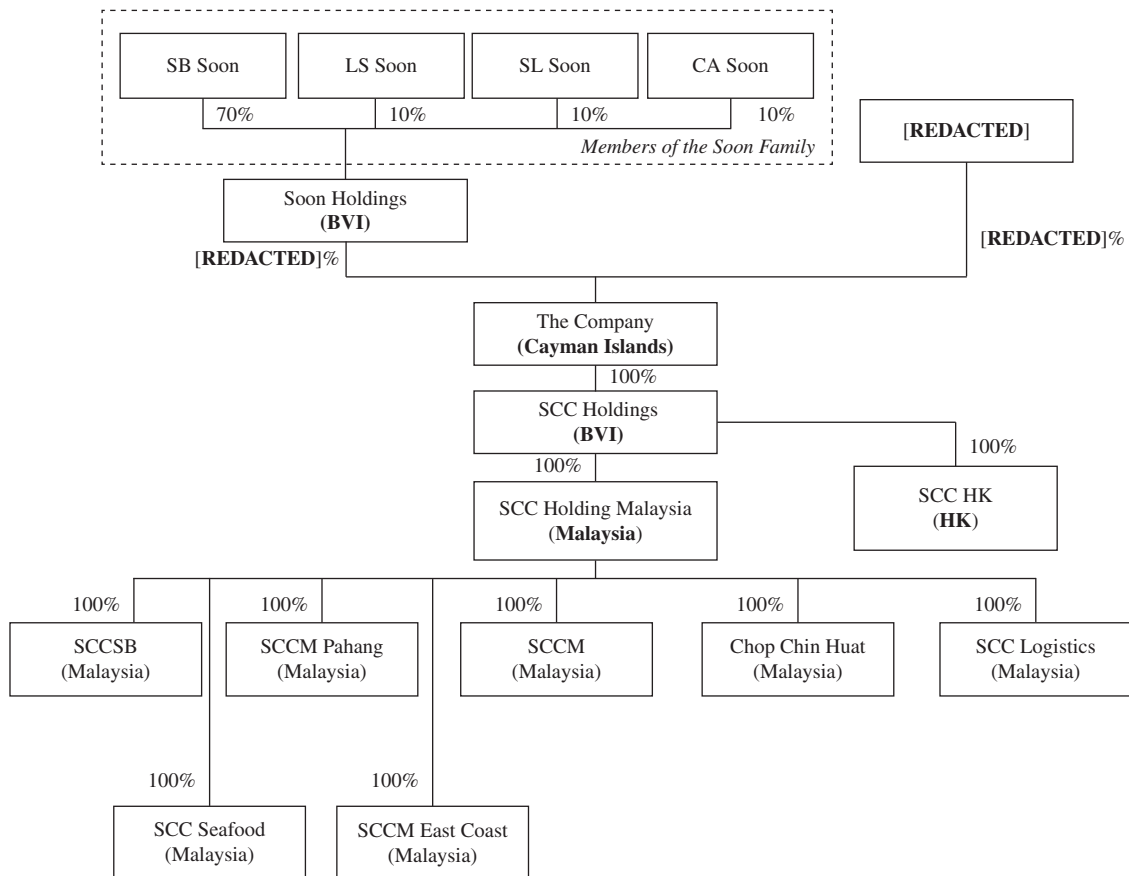 SB Soon
LS Soon
SL Soon
CA Soon
70%
10%
10%
10%
Members of the Soon Family
[REDACTED]
Soon Holdings
(BVI)
[REDACTED]%
[REDACTED]%
The Company
(Cayman Islands)
100%
SCC Holdings
(BVI)
100%
100%
SCC Holding Malaysia
(Malaysia)
SCC HK
(HK)
100%
100%
100%
100%
100%
SCCSB
(Malaysia)
SCCM Pahang
(Malaysia)
SCCM
(Malaysia)
Chop Chin Huat
(Malaysia)
SCC Logistics
(Malaysia)
100%
100%
SCC Seafood
(Malaysia)
SCCM East Coast
(Malaysia)